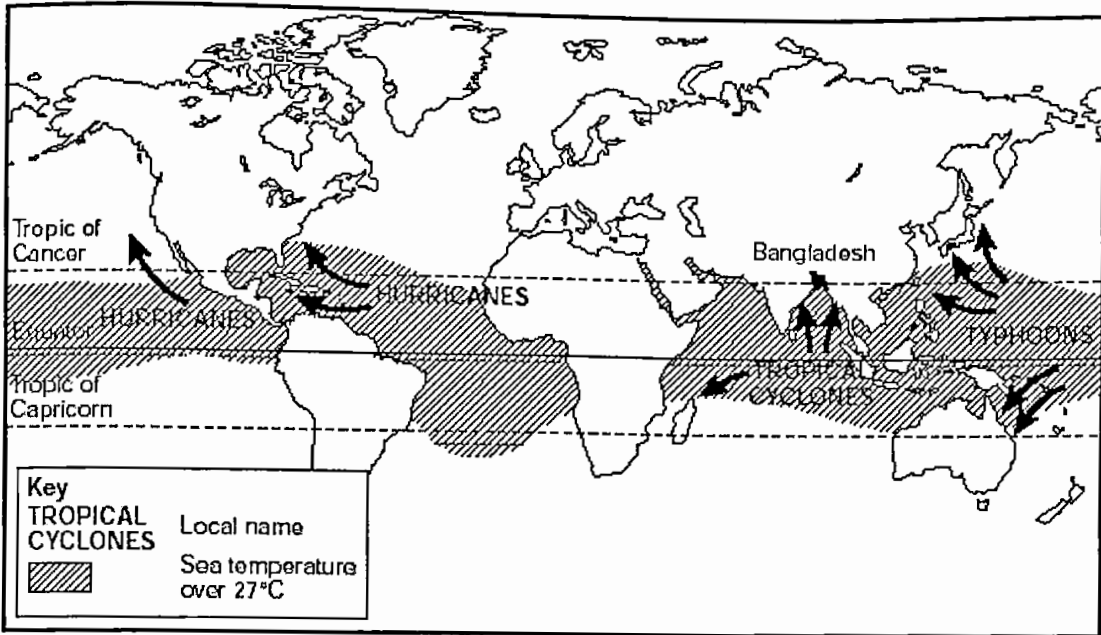 Tropic of
Cancer
Bangladesh
HURRICANES
Equator HURRICANES
TYPHOONS
TROPICAL
CYCLONES
Tropic of
Capricorn
Key
TROPICAL
CYCLONES
Local name
Sea temperature
over 27°C